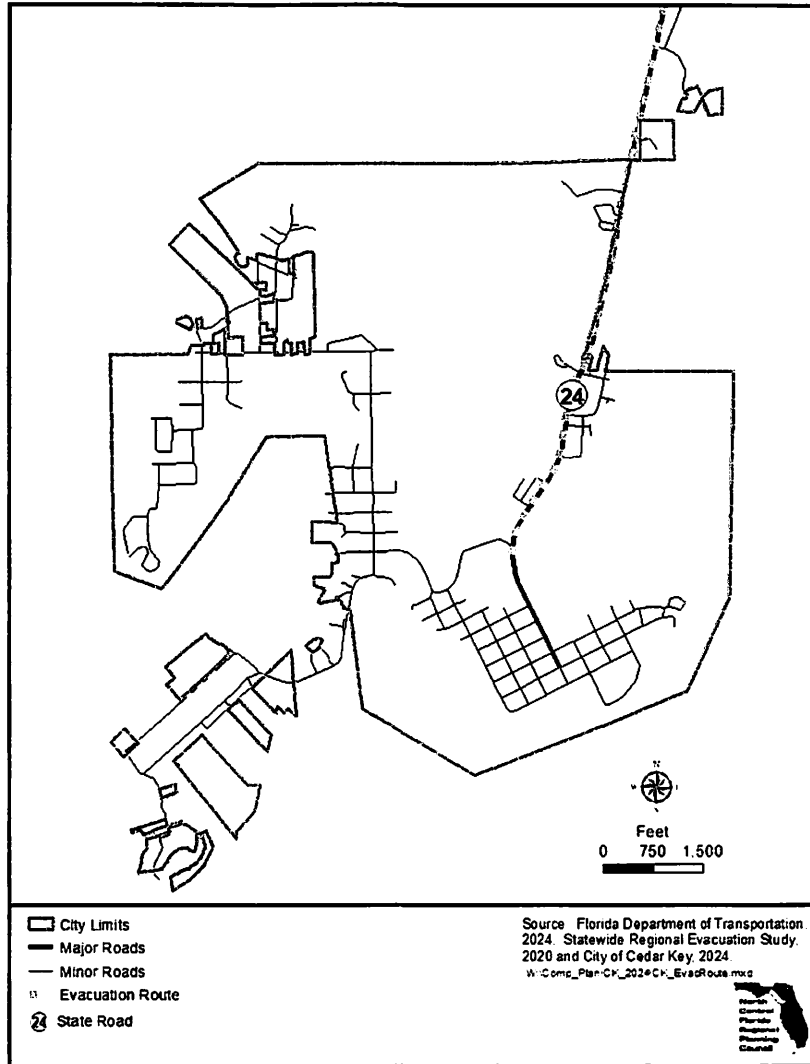 24
N
Feet
0 750 1.500
City Limits
Major Roads
Minor Roads
Evacuation Route
24 State Road
Source Florida Department of Transportation.
2024. Statewide Regional Evacuation Study,
2020 and City of Cedar Key, 2024.
North
Central
Florida
Regional
Planning
Council